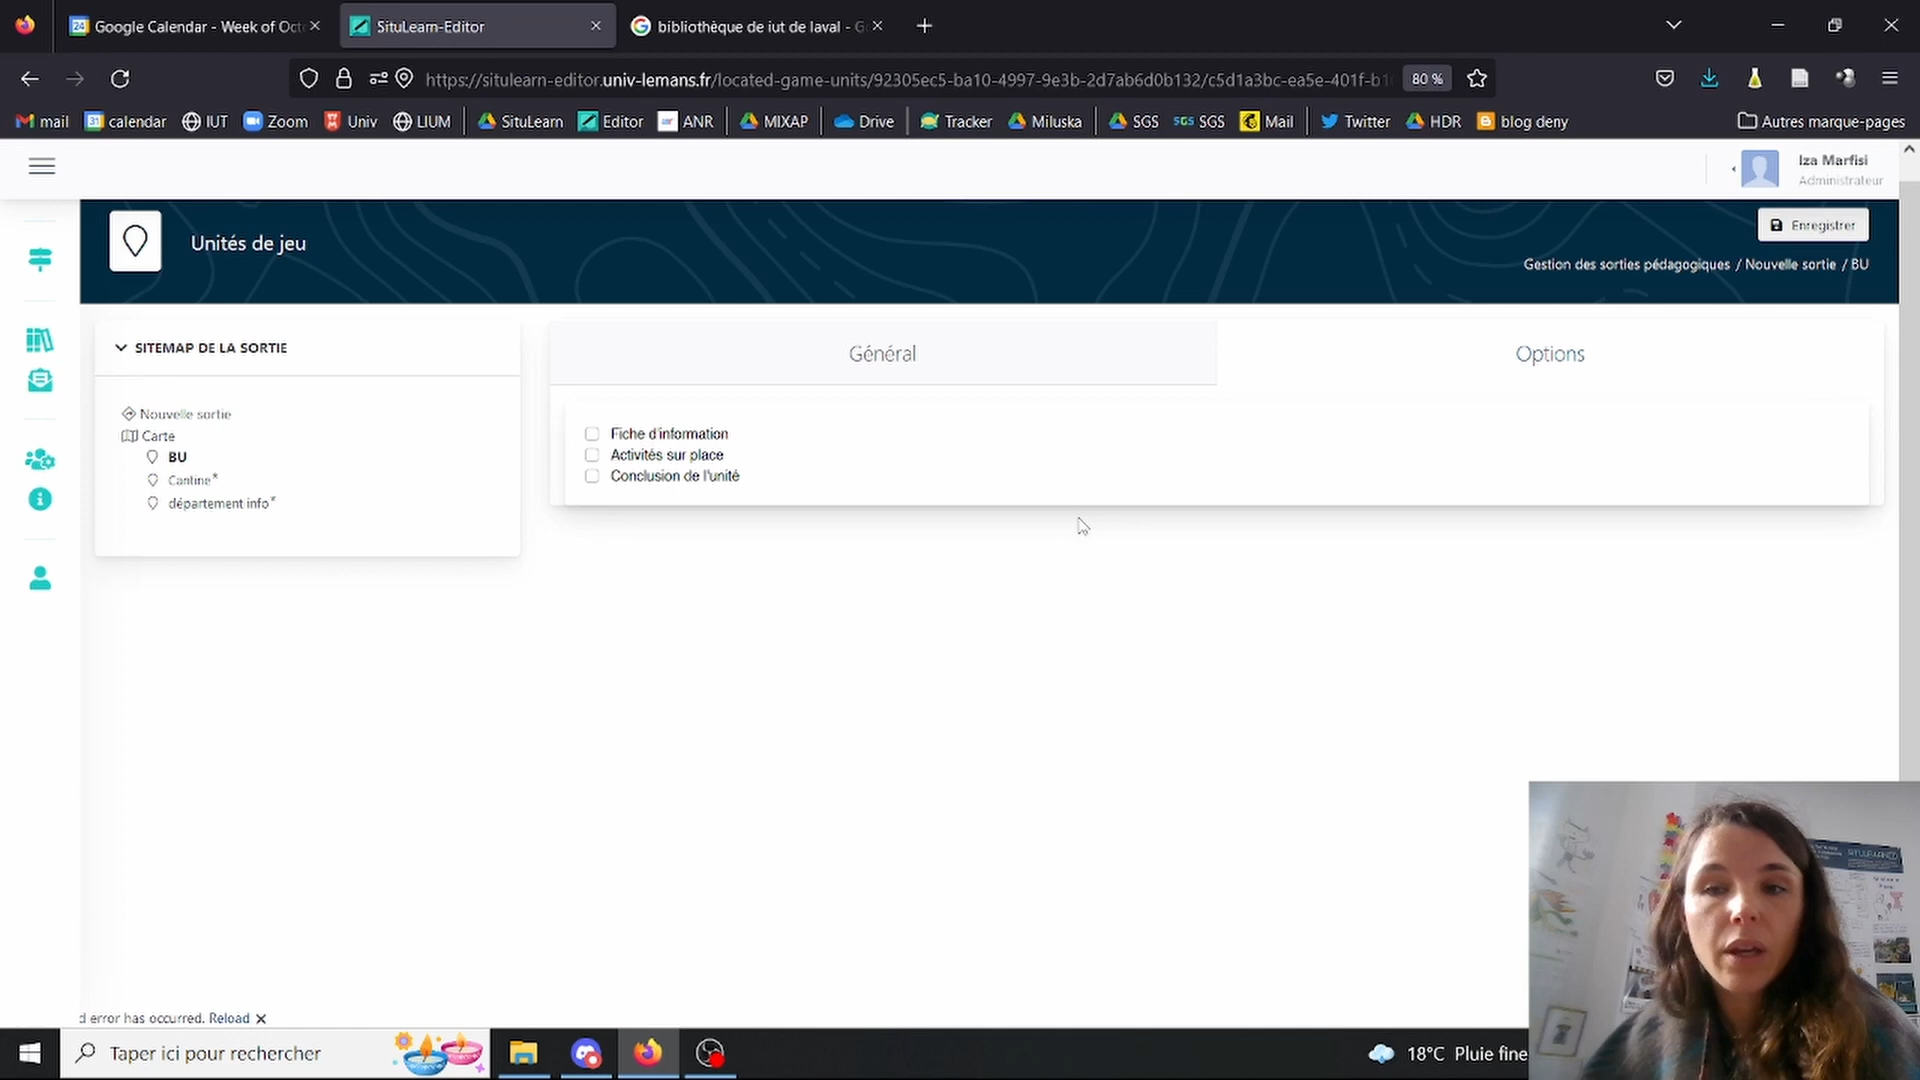 Google Calendar - Week of Oct
SituLearn-Editor
bibliothèque de iut de laval - G
https://situlearn-editor.univ-lemans.fr/located-game-units/92305ec5-ba10-4997-9e3b-2d7ab6d0b132/c5d1a3bc-ea5e-401f-b1
80 %
mail
calendar
IUT
Zoom
Univ
LIUM
SituLearn
Editor
ANR
MIXAP
Drive
Tracker
Miluska
SGS
SGS
Mail
Twitter
HDR
blog deny
Autres marque-pages
Iza Marfisi
Administrateur
Unités de jeu
Enregistrer
Gestion des sorties pédagogiques / Nouvelle sortie / BU
SITEMAP DE LA SORTIE
Nouvelle sortie
Carte
BU
Cantine*
département info*
Général
Options
Fiche d'information
Activités sur place
Conclusion de l'unité
d error has occurred. Reload
Taper ici pour rechercher
18°C Pluie fine